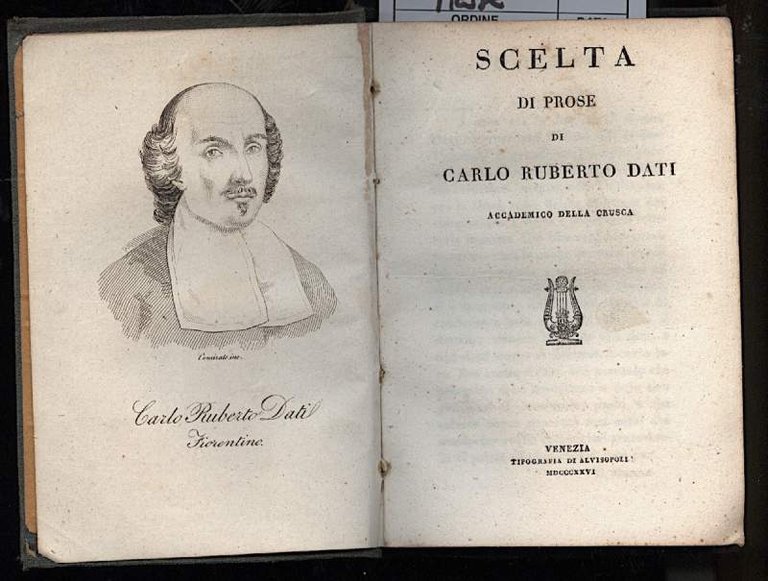 ORDINE
DATA
Carlo Ruberto Dati
Fiorentino.
SCELTA
DI PROSE
DI
CARLO RUBERTO DATI
ACCADEMICO DELLA CRUSCA
VENEZIA
TIPOGRAFIA DI ALVISOPOLI
MDCCCXXVI